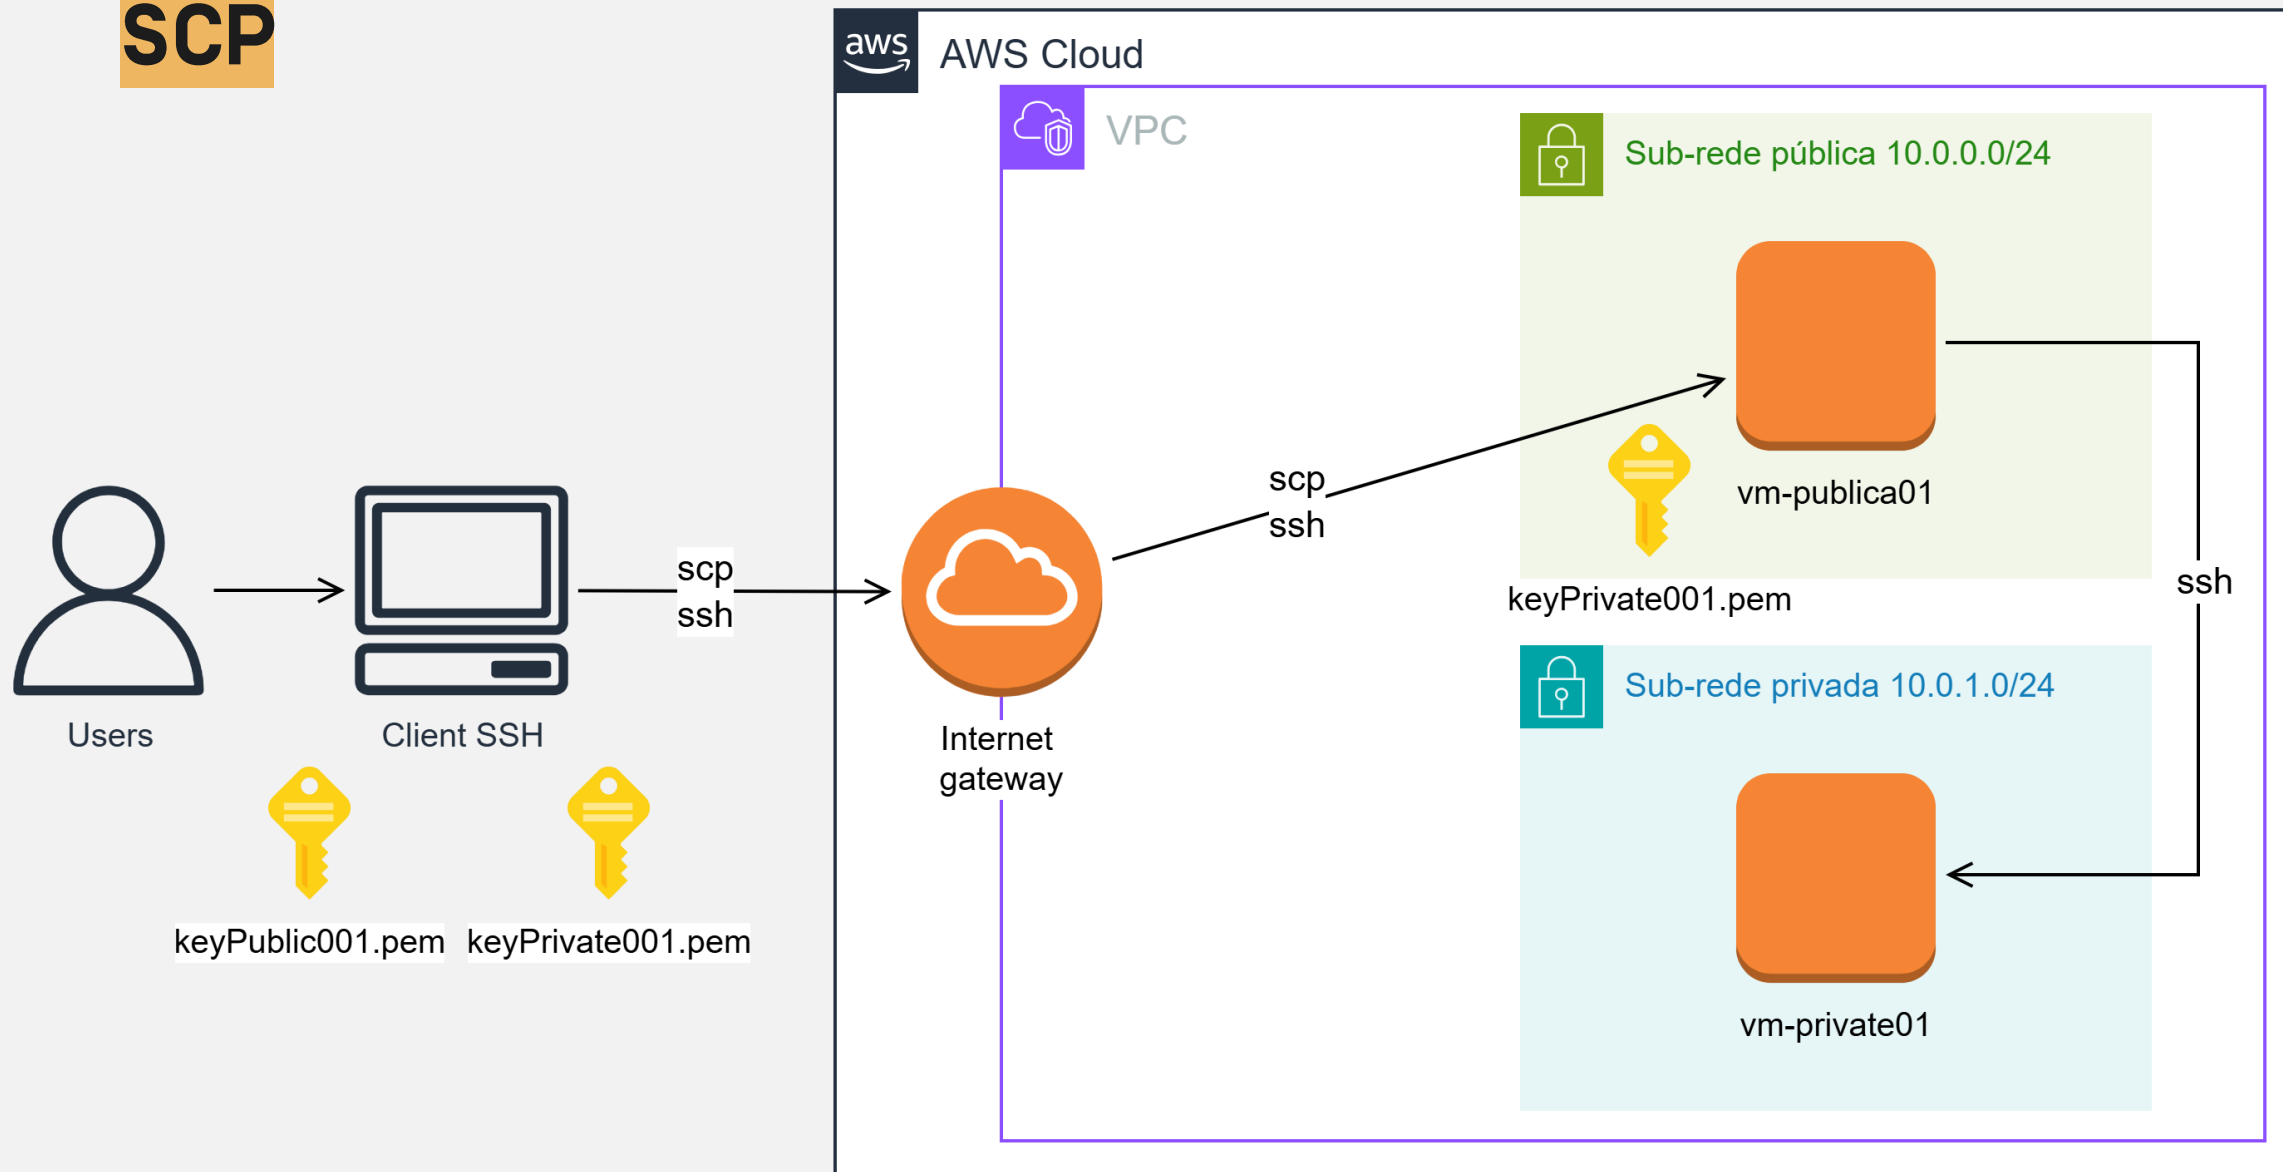 SCP
aws
AWS Cloud
VPC
Sub-rede pública 10.0.0.0/24
vm-publica01
scp
ssh
scp
ssh
ssh
keyPrivate001.pem
Sub-rede privada 10.0.1.0/24
Users
Client SSH
Internet
gateway
keyPublic001.pem
keyPrivate001.pem
vm-private01